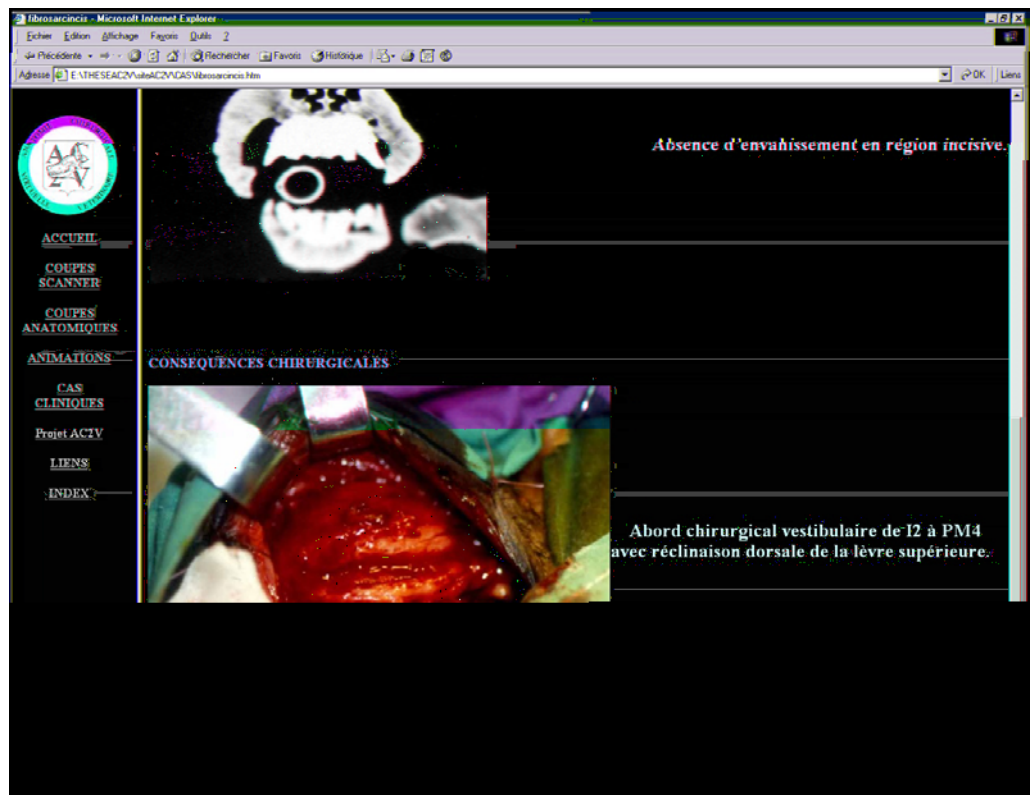 fibrosarcincis - Microsoft Internet Explorer
Fichier Edition Affichage Favoris Outils ?
Précédente Rechercher Favoris Historique
Adresse E:\THESEAC2V\siteAC2V\CAS\fibrosarcincis.htm OK Liens
Absence d'envahissement en région incisive.
ACCUEIL
COUPES
SCANNER
COUPES
ANATOMIQUES
ANIMATIONS
CONSEQUENCES CHIRURGICALES
CAS
CLINIQUES
Projet AC2V
LIENS
INDEX
Abord chirurgical vestibulaire de I2 à PM4
avec réclinaison dorsale de la lèvre supérieure.